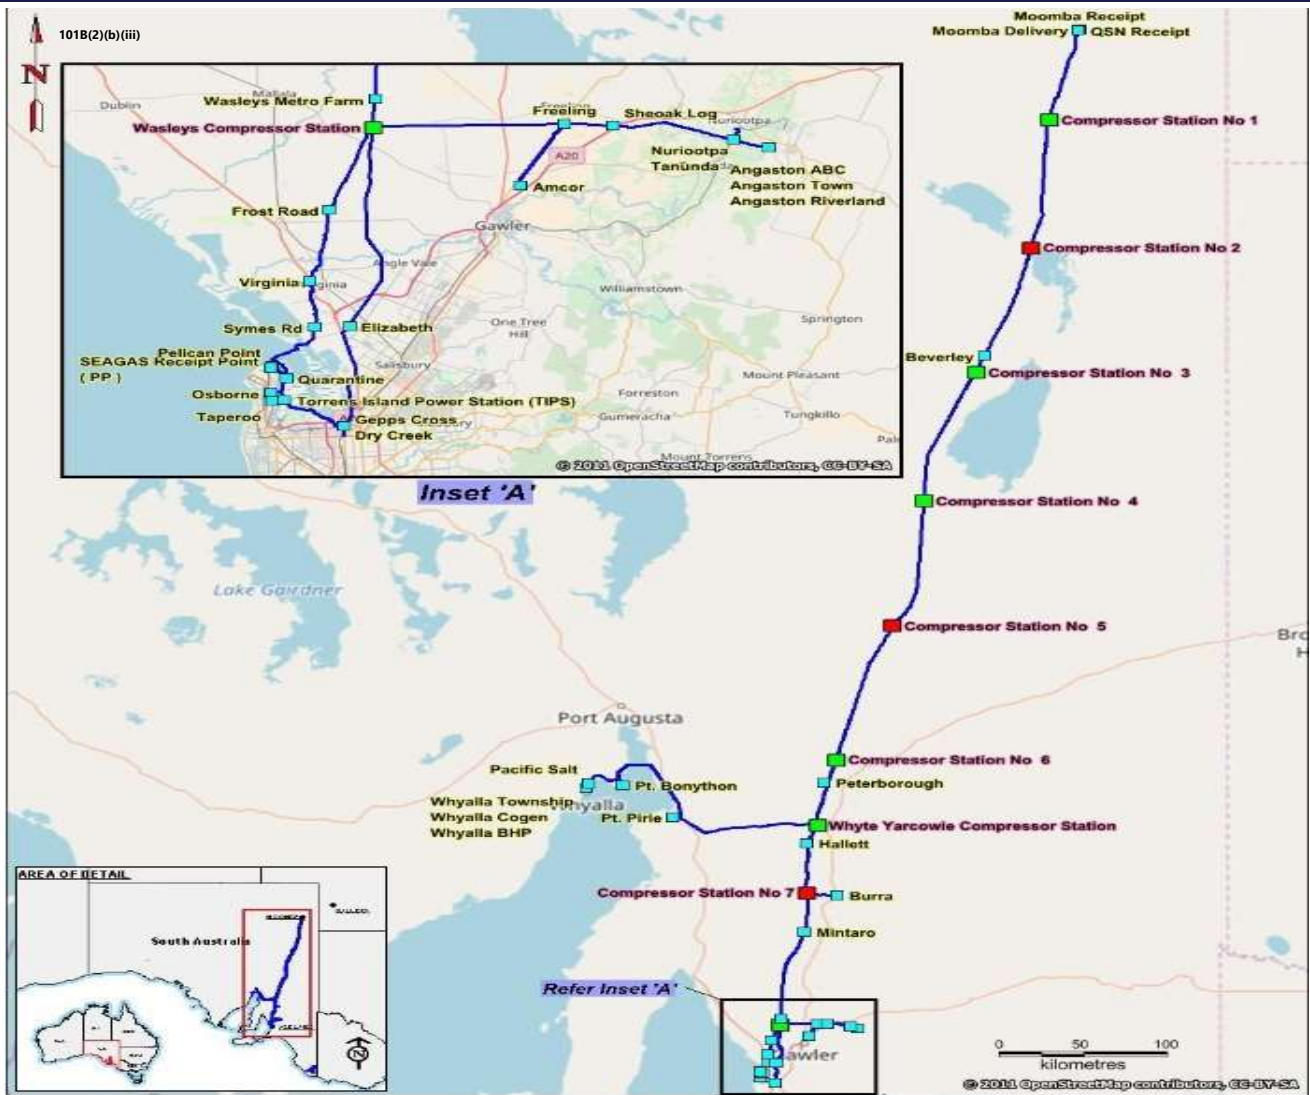 101B(2)(b)(iii)
N
Moomba Receipt
Moomba Delivery
QSN Receipt
Compressor Station No 1
Compressor Station No 2
Beverley
Compressor Station No 3
Compressor Station No 4
Compressor Station No 5
Compressor Station No 6
Peterborough
Whyte Yarcowie Compressor Station
Hallett
Compressor Station No 7
Burra
Mintaro
Refer Inset 'A'
Gawler
Port Augusta
Lake Gairdner
Pacific Salt
Pt. Bonython
Whyalla Township
Whyalla
Whyalla Cogen
Whyalla BHP
Pt. Pirie
Bro
H
Mallala
Dublin
Wasleys Metro Farm
Wasleys Compressor Station
Freeling
Freeling
Sheoak Log
Nuriootpa
A20
Nuriootpa
Tanunda
Angaston ABC
Angaston Town
Angaston Riverland
Amcor
Frost Road
Gawler
Angle Vale
Virginia
Virginia
Williamstown
Springton
Symes Rd
Elizabeth
One Tree
Hill
Pelican Point
SEAGAS Receipt Point
( PP )
Salisbury
Mount Pleasant
Quarantine
Osborne
Torrens Island Power Station (TIPS)
Forreston
Taperoo
Gepps Cross
Dry Creek
Gumeracha
Tungkillo
Pal
Mount Torrens
© 2011 OpenStreetMap contributors, CC-BY-SA
Inset 'A'
AREA OF DETAIL
South Australia
N
0 50 100
kilometres
© 2011 OpenStreetMap contributors, CC-BY-SA